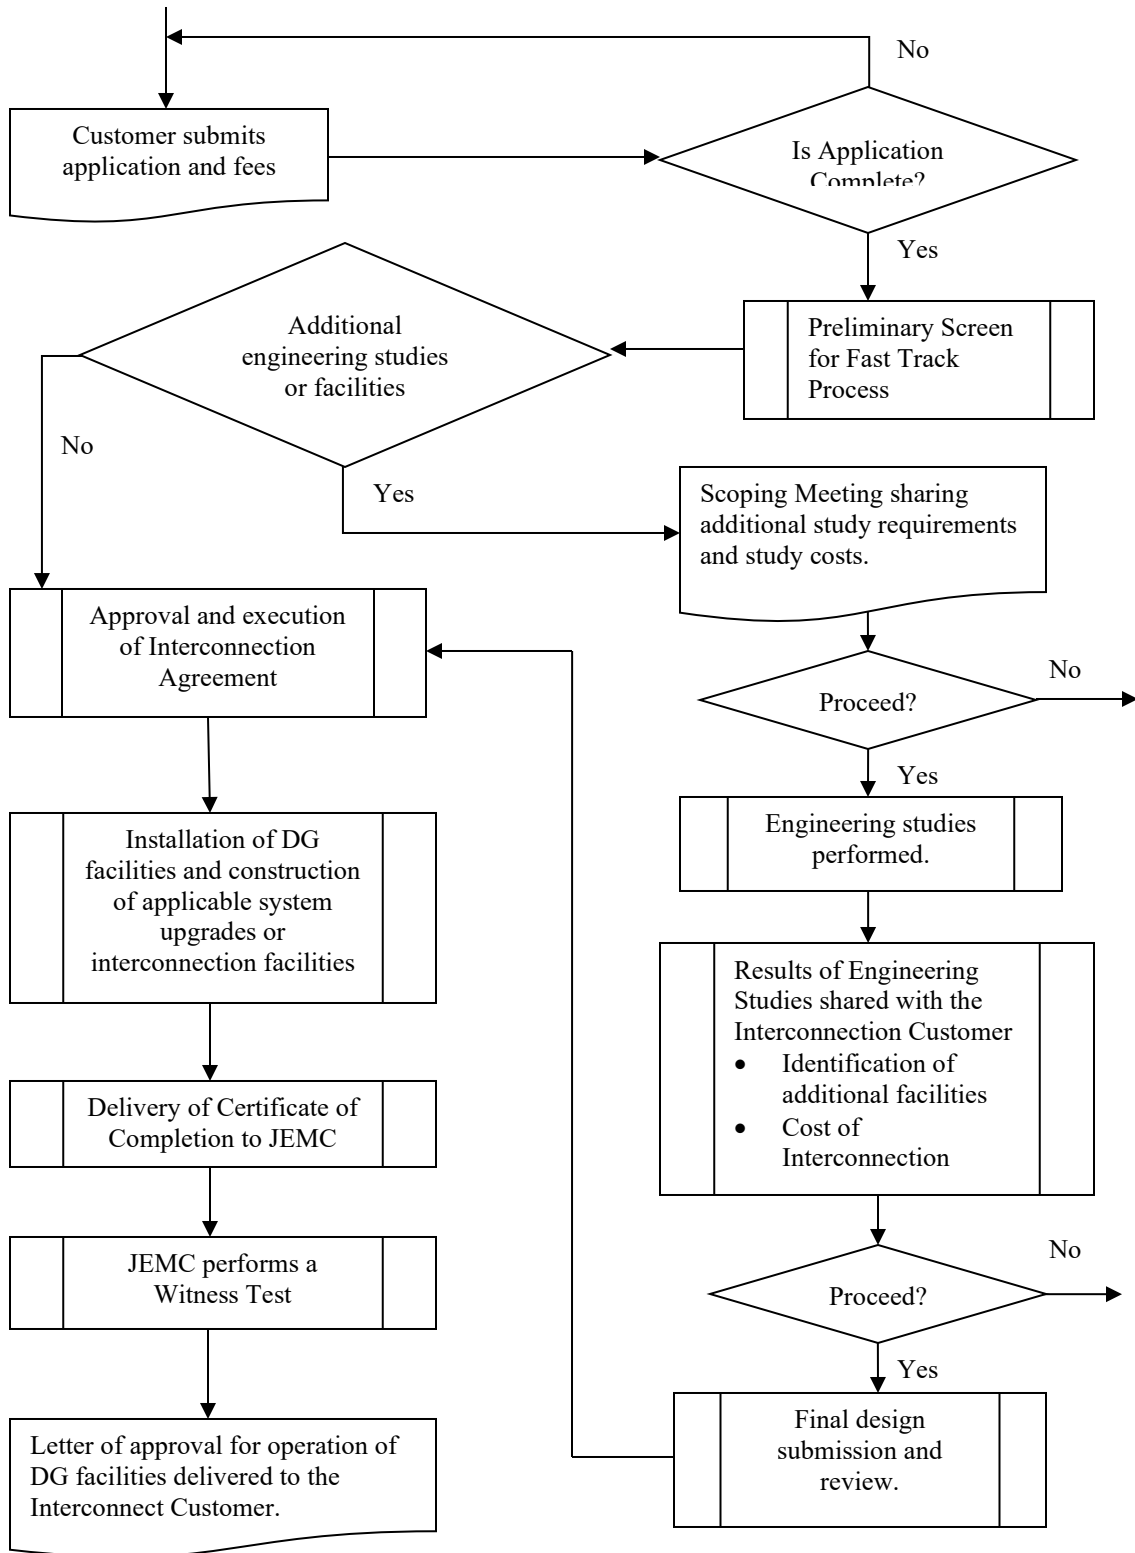 No
Customer submits
application and fees
Is Application
Complete?
Yes
Additional
engineering studies
or facilities
Preliminary Screen
for Fast Track
Process
No
Yes
Scoping Meeting sharing
additional study requirements
and study costs.
Approval and execution
of Interconnection
Agreement
No
Proceed?
Yes
Engineering studies
performed.
Installation of DG
facilities and construction
of applicable system
upgrades or
interconnection facilities
Results of Engineering
Studies shared with the
Interconnection Customer
• Identification of
additional facilities
• Cost of
Interconnection
Delivery of Certificate of
Completion to JEMC
JEMC performs a
Witness Test
No
Proceed?
Yes
Final design
submission and
review.
Letter of approval for operation of
DG facilities delivered to the
Interconnect Customer.